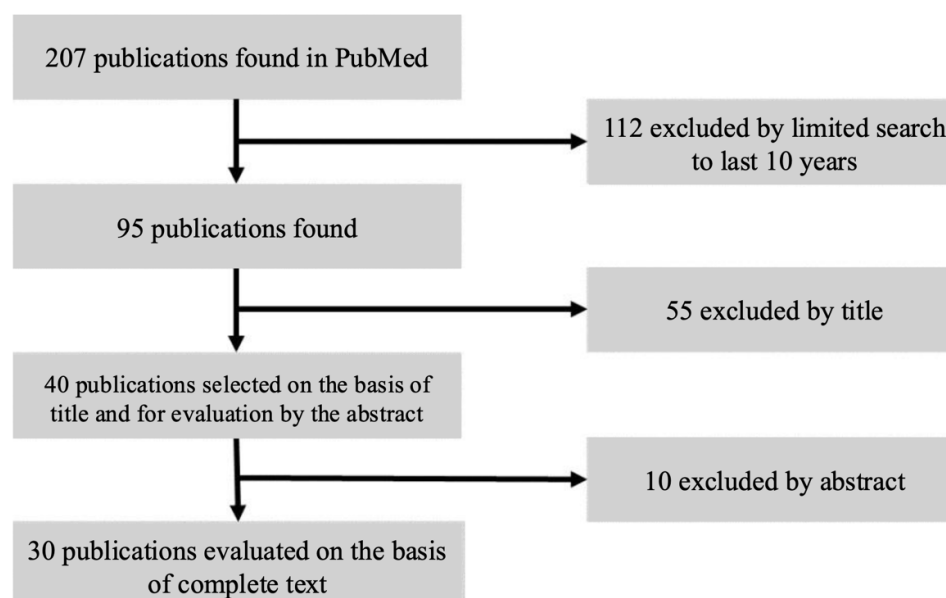 207 publications found in PubMed
112 excluded by limited search
to last 10 years
95 publications found
55 excluded by title
40 publications selected on the basis of
title and for evaluation by the abstract
10 excluded by abstract
30 publications evaluated on the basis
of complete text